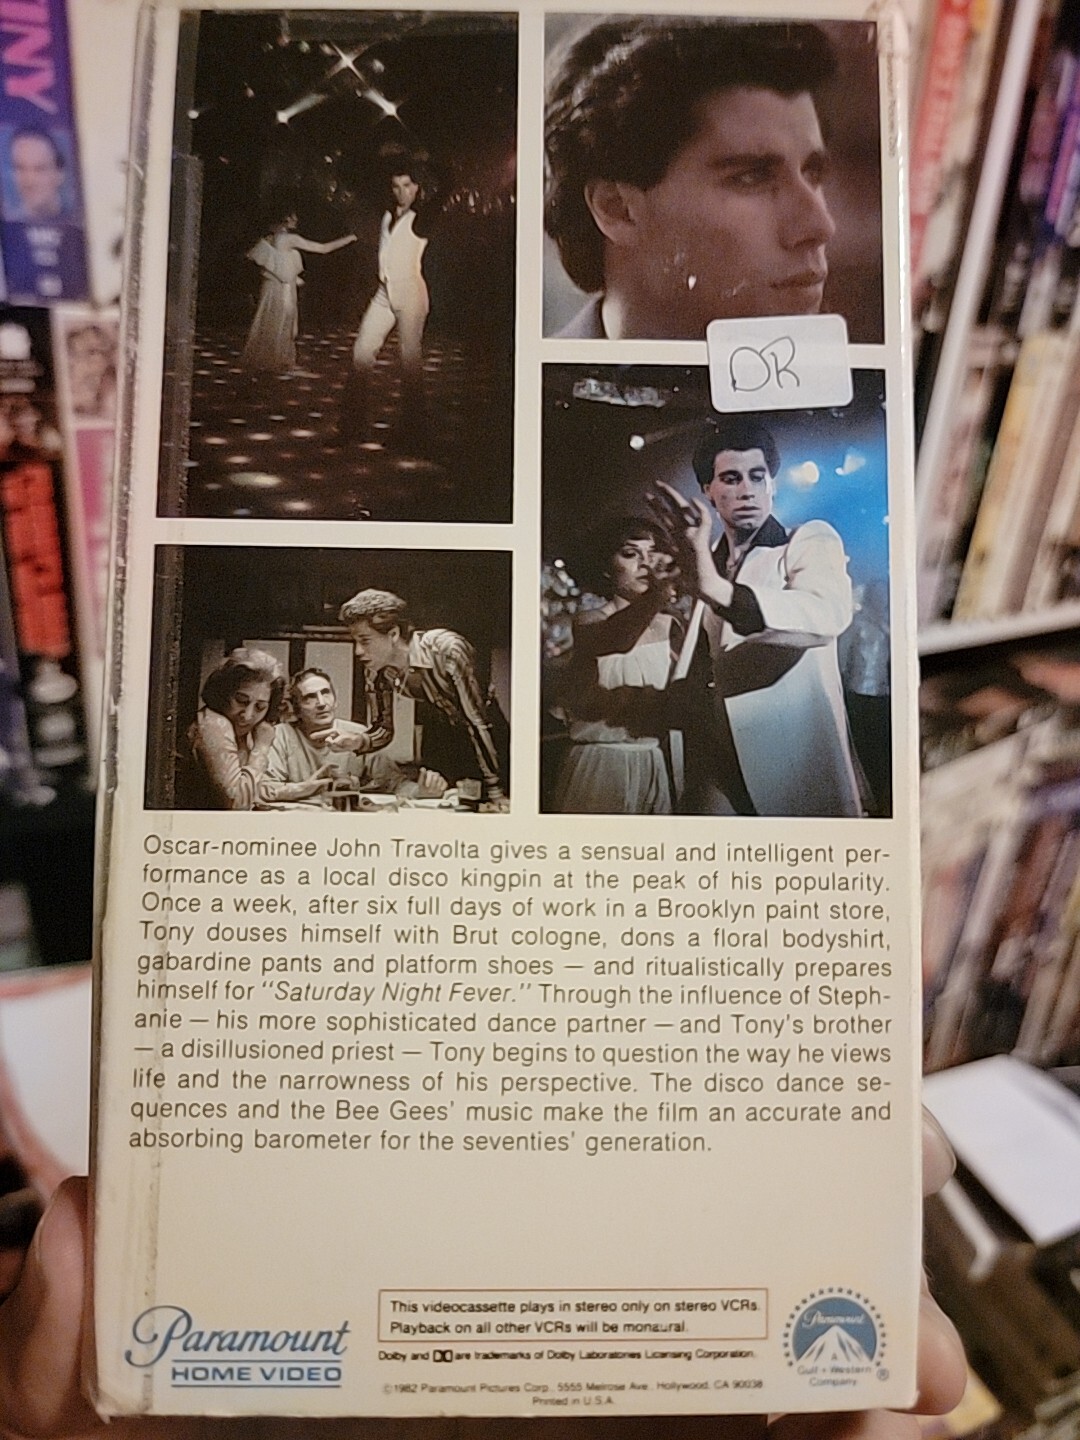 TINY
DR
Oscar-nominee John Travolta gives a sensual and intelligent per-
formance as a local disco kingpin at the peak of his popularity.
Once a week, after six full days of work in a Brooklyn paint store,
Tony douses himself with Brut cologne, dons a floral bodyshirt,
gabardine pants and platform shoes — and ritualistically prepares
himself for "Saturday Night Fever." Through the influence of Steph-
anie — his more sophisticated dance partner — and Tony's brother
— a disillusioned priest — Tony begins to question the way he views
life and the narrowness of his perspective. The disco dance se-
quences and the Bee Gees' music make the film an accurate and
absorbing barometer for the seventies' generation.
This videocassette plays in stereo only on stereo VCRs.
Playback on all other VCRs will be monaural.
Dolby and DD are trademarks of Dolby Laboratories Licensing Corporation.
©1982 Paramount Pictures Corp. 5555 Melrose Ave. Hollywood, CA 90038
Printed in U.S.A.
Paramount
HOME VIDEO
Paramount
A
Gulf + Western
Company
®